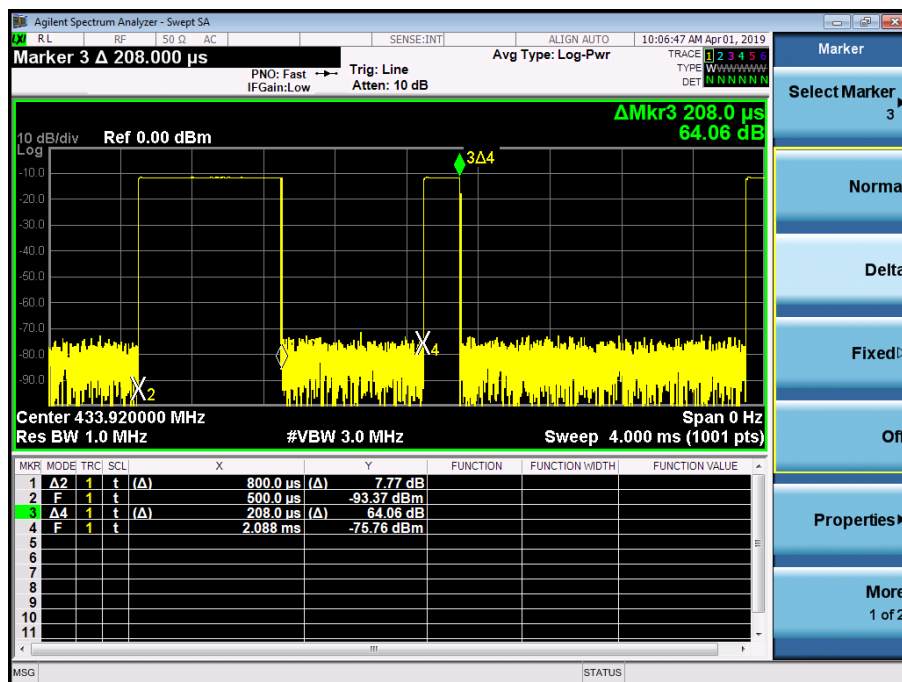 Agilent Spectrum Analyzer - Swept SA
LXI RL RF 50 Ω AC SENSE:INT ALIGN AUTO 10:06:47 AM Apr 01, 2019
Marker 3 Δ 208.000 µs
PNO: Fast
IFGain:Low
Trig: Line
Atten: 10 dB
Avg Type: Log-Pwr
TRACE 1 2 3 4 5 6
TYPE WWWWWW
DET N N N N N N
ΔMkr3 208.0 µs
64.06 dB
10 dB/div Ref 0.00 dBm
Log
-10.0
-20.0
-30.0
-40.0
-50.0
-60.0
-70.0
-80.0
-90.0
3Δ4
4
2
Center 433.920000 MHz Span 0 Hz
Res BW 1.0 MHz #VBW 3.0 MHz Sweep 4.000 ms (1001 pts)
MKR MODE TRC SCL X Y FUNCTION FUNCTION WIDTH FUNCTION VALUE
1 Δ2 1 t (Δ) 800.0 µs (Δ) 7.77 dB
2 F 1 t 500.0 µs -93.37 dBm
3 Δ4 1 t (Δ) 208.0 µs (Δ) 64.06 dB
4 F 1 t 2.088 ms -75.76 dBm
5
6
7
8
9
10
11
MSG STATUS
Marker
Select Marker
3
Norma
Delta
Fixed
Off
Properties
More
1 of 2